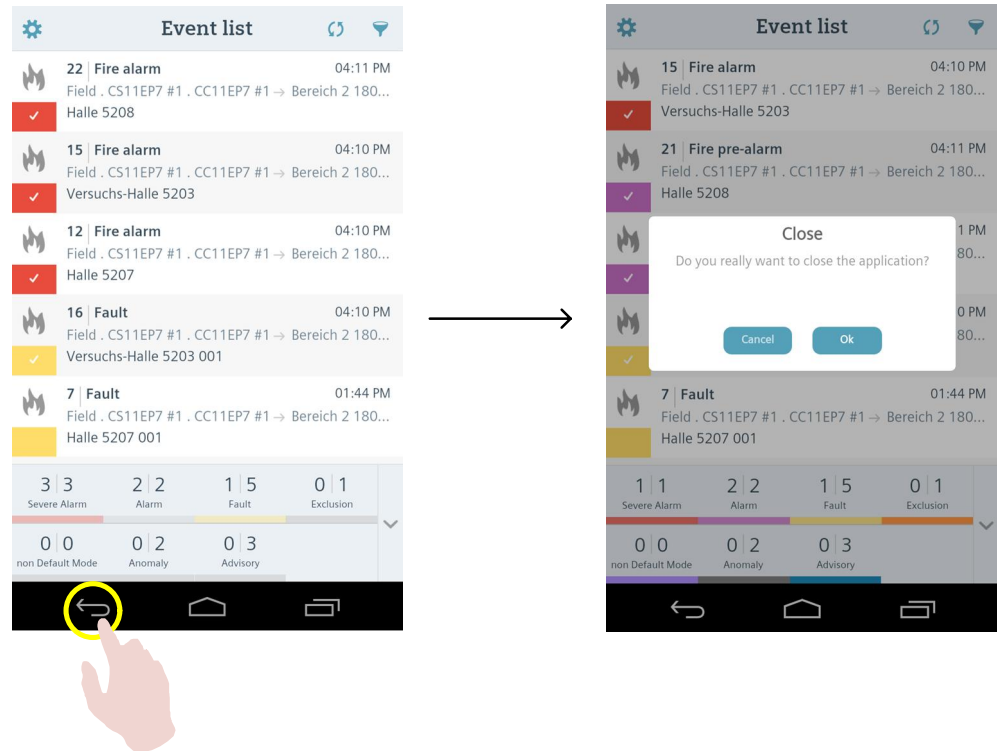 Event list
22 Fire alarm 04:11 PM
Field . CS11EP7 #1 . CC11EP7 #1 → Bereich 2 180...
Halle 5208
15 Fire alarm 04:10 PM
Field . CS11EP7 #1 . CC11EP7 #1 → Bereich 2 180...
Versuchs-Halle 5203
12 Fire alarm 04:10 PM
Field . CS11EP7 #1 . CC11EP7 #1 → Bereich 2 180...
Halle 5207
16 Fault 04:10 PM
Field . CS11EP7 #1 . CC11EP7 #1 → Bereich 2 180...
Versuchs-Halle 5203 001
7 Fault 01:44 PM
Field . CS11EP7 #1 . CC11EP7 #1 → Bereich 2 180...
Halle 5207 001
3 | 3 2 | 2 1 | 5 0 | 1
Severe Alarm Alarm Fault Exclusion
0 | 0 0 | 2 0 | 3
non Default Mode Anomaly Advisory
Event list
15 Fire alarm 04:10 PM
Field . CS11EP7 #1 . CC11EP7 #1 → Bereich 2 180...
Versuchs-Halle 5203
21 Fire pre-alarm 04:11 PM
Field . CS11EP7 #1 . CC11EP7 #1 → Bereich 2 180...
Halle 5208
1 PM
80...
Close
Do you really want to close the application?
Cancel Ok
0 PM
80...
7 Fault 01:44 PM
Field . CS11EP7 #1 . CC11EP7 #1 → Bereich 2 180...
Halle 5207 001
1 | 1 2 | 2 1 | 5 0 | 1
Severe Alarm Alarm Fault Exclusion
0 | 0 0 | 2 0 | 3
non Default Mode Anomaly Advisory